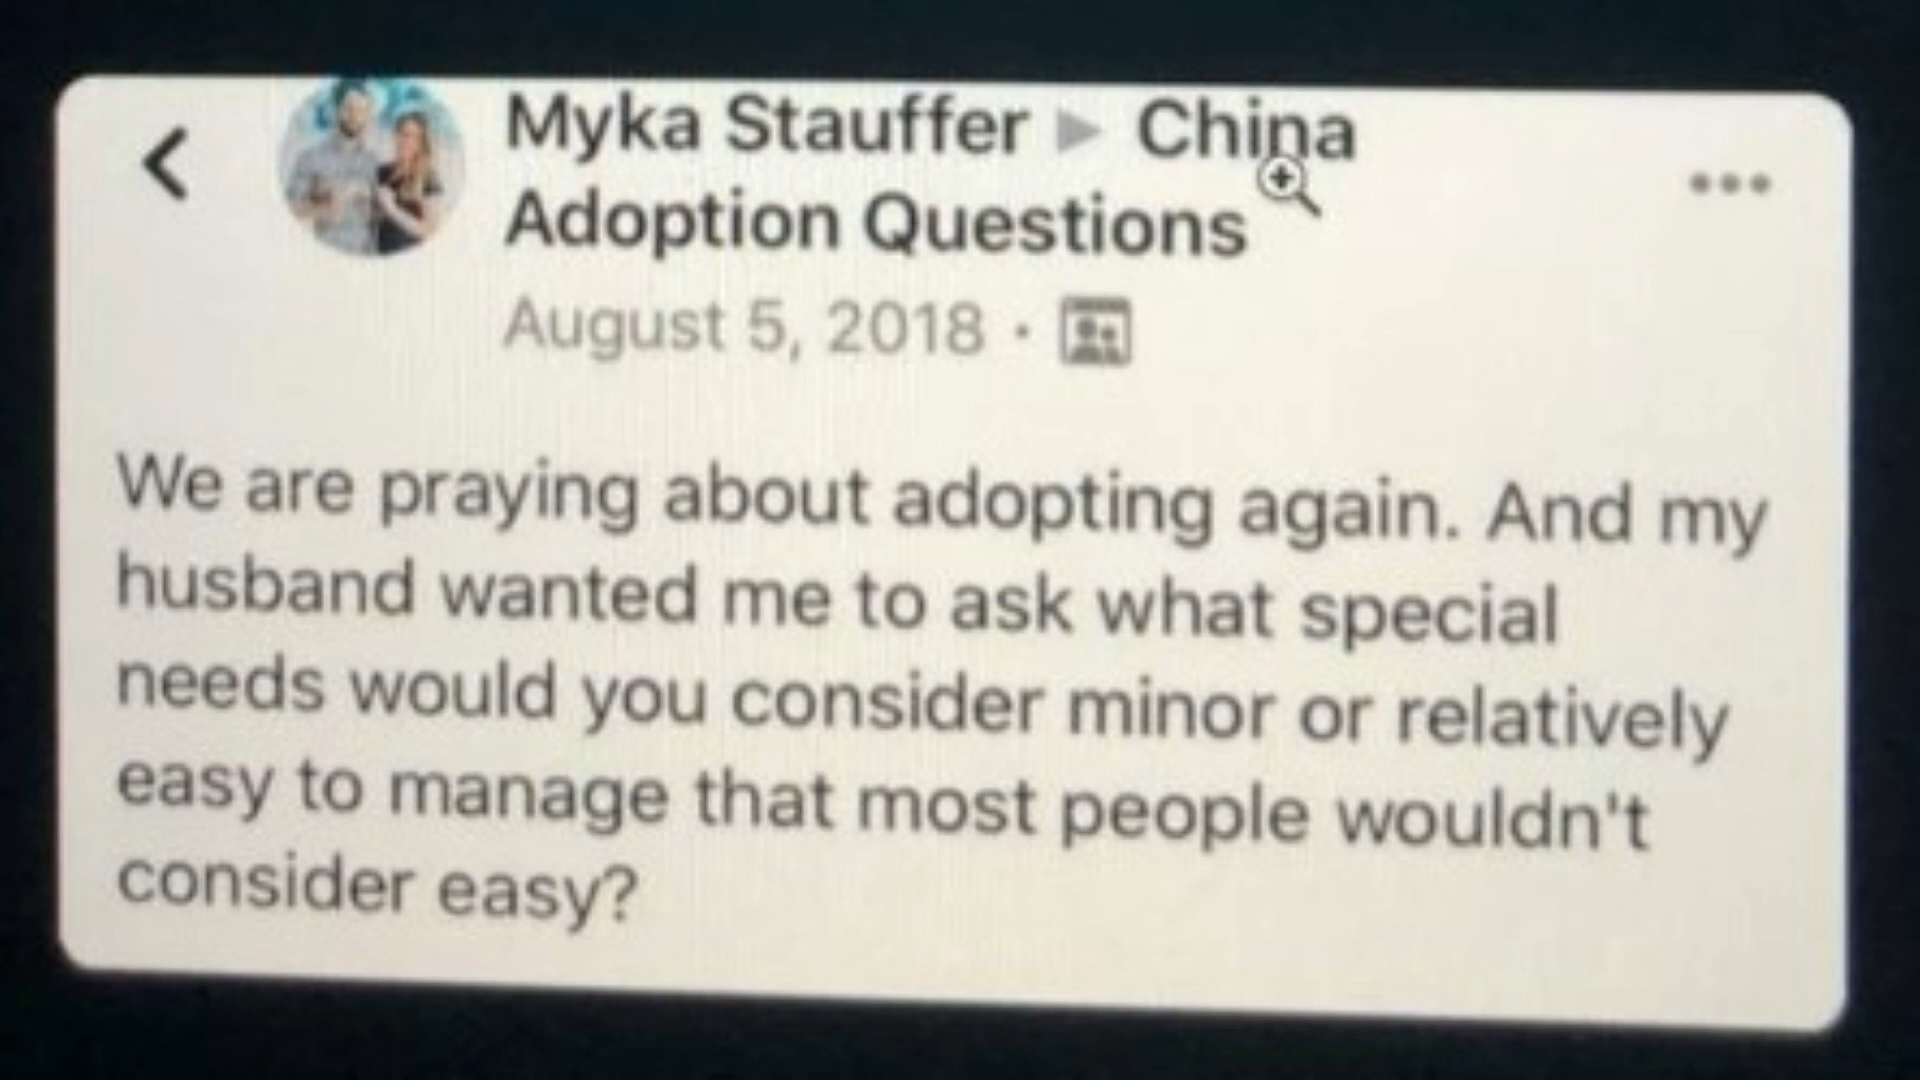 Myka Stauffer ▸ China
Adoption Questions
August 5, 2018 ·
We are praying about adopting again. And my
husband wanted me to ask what special
needs would you consider minor or relatively
easy to manage that most people wouldn't
consider easy?